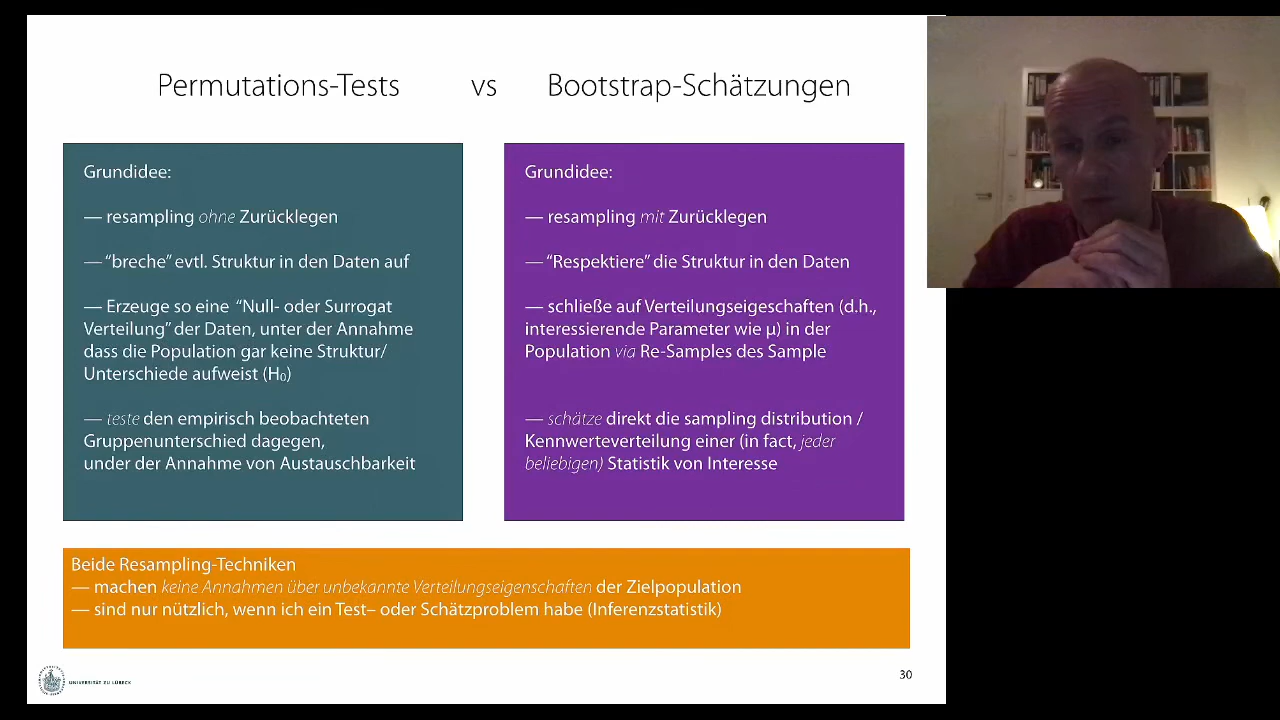 Permutations-Tests vs Bootstrap-Schätzungen
Grundidee:
— resampling ohne Zurücklegen
— “breche” evtl. Struktur in den Daten auf
— Erzeuge so eine “Null- oder Surrogat
Verteilung” der Daten, unter der Annahme
dass die Population gar keine Struktur/
Unterschiede aufweist (H₀)
— teste den empirisch beobachteten
Gruppenunterschied dagegen,
under der Annahme von Austauschbarkeit
Grundidee:
— resampling mit Zurücklegen
— “Respektiere” die Struktur in den Daten
— schließe auf Verteilungseigeschaften (d.h.,
interessierende Parameter wie μ) in der
Population via Re-Samples des Sample
— schätze direkt die sampling distribution /
Kennwerteverteilung einer (in fact, jeder
beliebigen) Statistik von Interesse
Beide Resampling-Techniken
— machen keine Annahmen über unbekannte Verteilungseigenschaften der Zielpopulation
— sind nur nützlich, wenn ich ein Test– oder Schätzproblem habe (Inferenzstatistik)
UNIVERSITÄT ZU LÜBECK
30